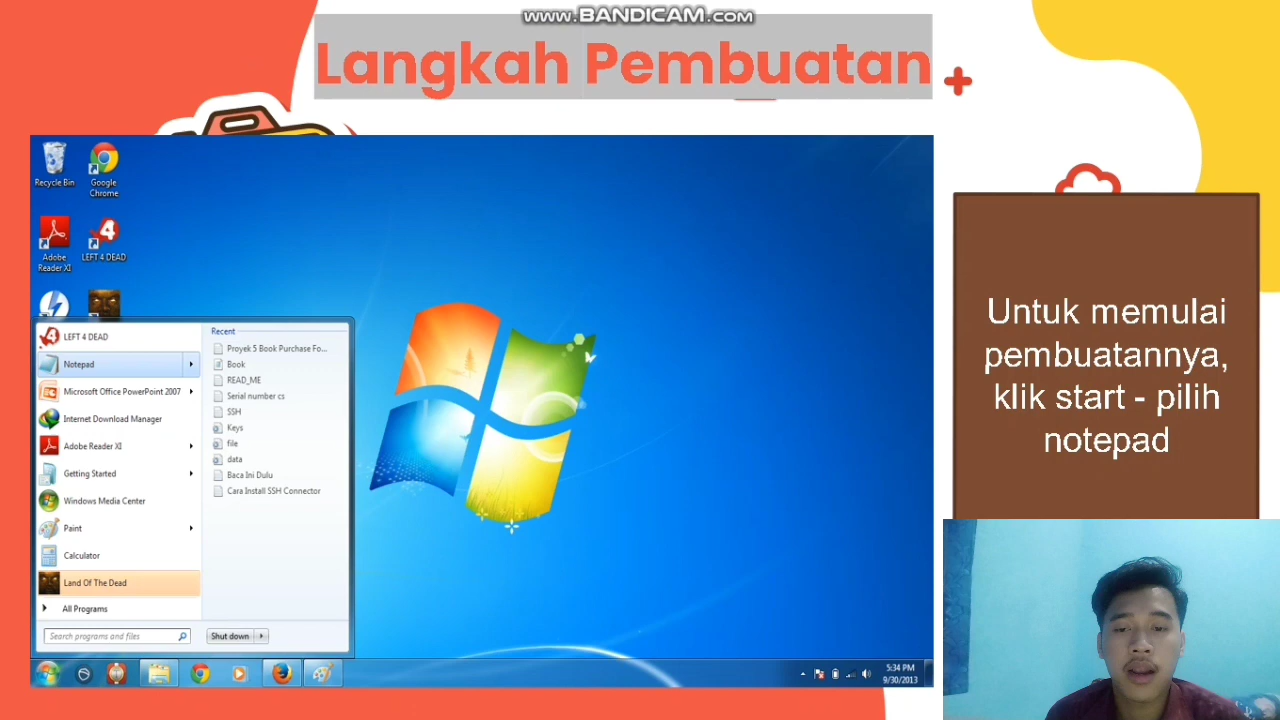 WWW.BANDICAM.COM
Langkah Pembuatan
Recycle Bin
Google
Chrome
Adobe
Reader XI
LEFT 4 DEAD
LEFT 4 DEAD
Notepad
Microsoft Office PowerPoint 2007
Internet Download Manager
Adobe Reader XI
Getting Started
Windows Media Center
Paint
Calculator
Land Of The Dead
All Programs
Search programs and files
Shut down
Recent
Proyek 5 Book Purchase Fo...
Book
READ_ME
Serial number cs
SSH
Keys
file
data
Baca Ini Dulu
Cara Install SSH Connector
5:34 PM
9/30/2013
Untuk memulai
pembuatannya,
klik start - pilih
notepad